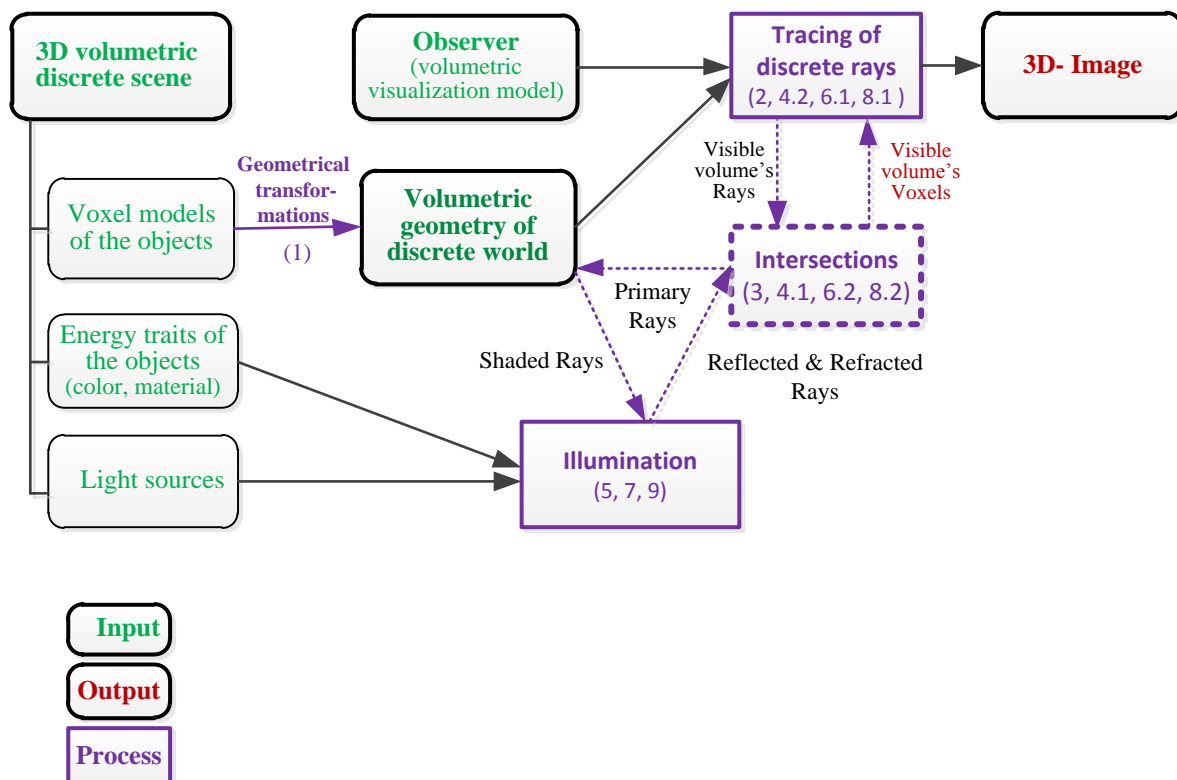 3D volumetric
discrete scene
Observer
(volumetric
visualization model)
Tracing of
discrete rays
(2, 4.2, 6.1, 8.1 )
3D- Image
Geometrical
transfor-
mations
(1)
Visible
volume's
Rays
Visible
volume's
Voxels
Voxel models
of the objects
Volumetric
geometry of
discrete world
Intersections
(3, 4.1, 6.2, 8.2)
Primary
Rays
Energy traits of
the objects
(color, material)
Shaded Rays
Reflected & Refracted
Rays
Light sources
Illumination
(5, 7, 9)
Input
Output
Process